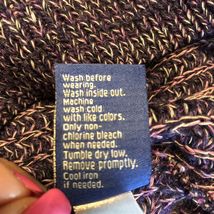 Wash before
wearing.
Wash inside out.
Machine
wash cold
with like colors.
Only non-
chlorine bleach
when needed.
Tumble dry low.
Remove promptly.
Cool iron
if needed.